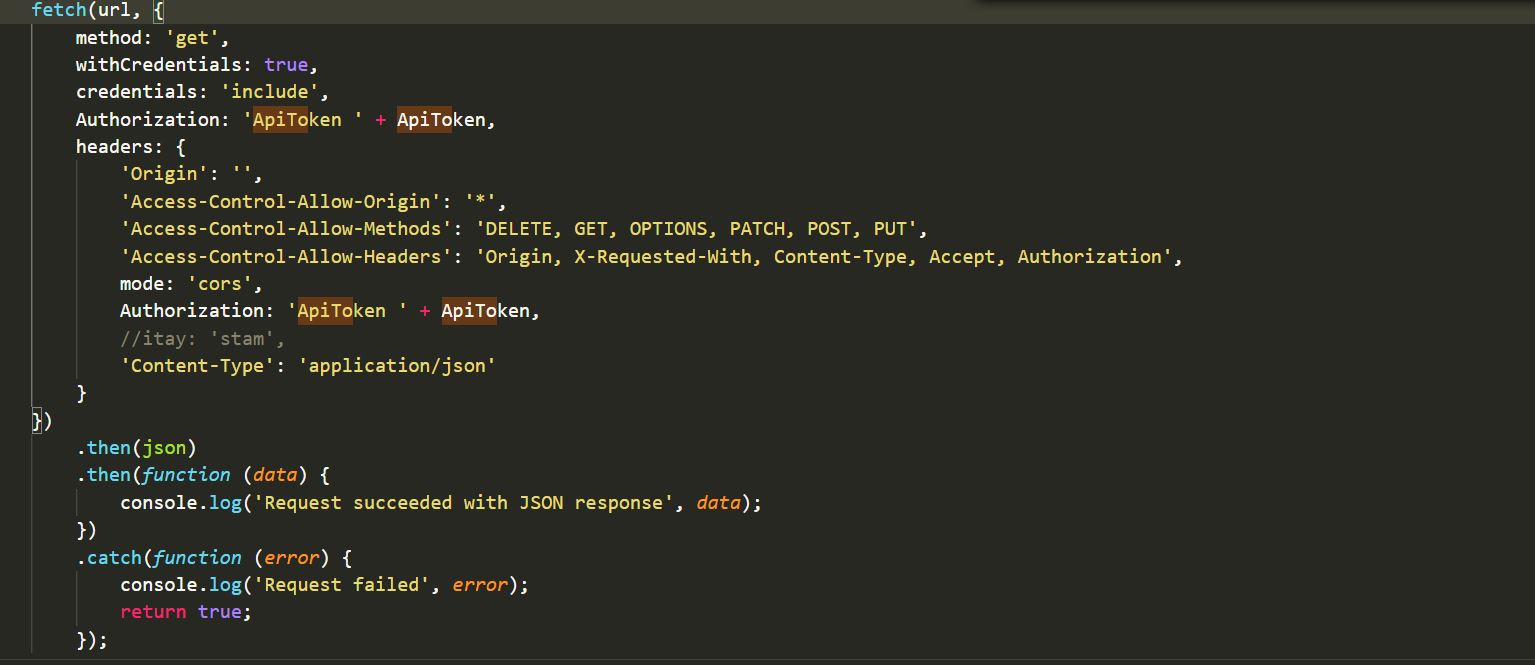 fetch(url, {
method: 'get',
withCredentials: true,
credentials: 'include',
Authorization: 'ApiToken ' + ApiToken,
headers: {
'Origin': '',
'Access-Control-Allow-Origin': '*',
'Access-Control-Allow-Methods': 'DELETE, GET, OPTIONS, PATCH, POST, PUT',
'Access-Control-Allow-Headers': 'Origin, X-Requested-With, Content-Type, Accept, Authorization',
mode: 'cors',
Authorization: 'ApiToken ' + ApiToken,
//itay: 'stam',
'Content-Type': 'application/json'
}
})
.then(json)
.then(function (data) {
console.log('Request succeeded with JSON response', data);
})
.catch(function (error) {
console.log('Request failed', error);
return true;
});